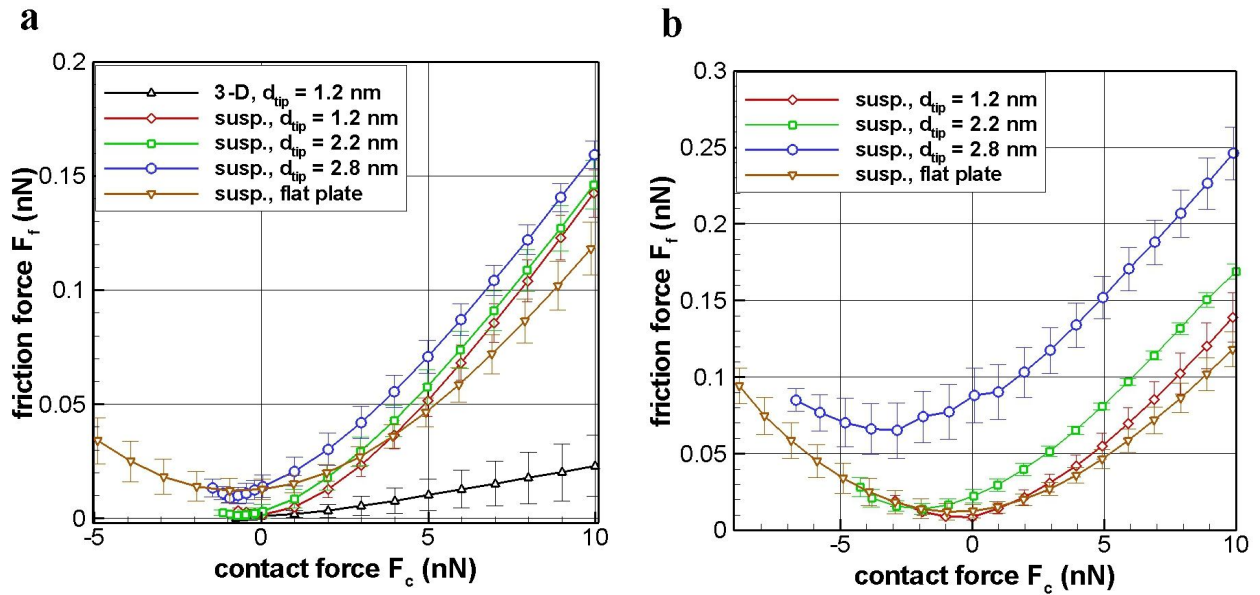 a
0.2
0.15
0.1
0.05
0
-5
0
5
10
friction force F_f (nN)
contact force F_c (nN)
3-D, d_tip = 1.2 nm
susp., d_tip = 1.2 nm
susp., d_tip = 2.2 nm
susp., d_tip = 2.8 nm
susp., flat plate
b
0.3
0.25
0.2
0.15
0.1
0.05
0
-5
0
5
10
friction force F_f (nN)
contact force F_c (nN)
susp., d_tip = 1.2 nm
susp., d_tip = 2.2 nm
susp., d_tip = 2.8 nm
susp., flat plate